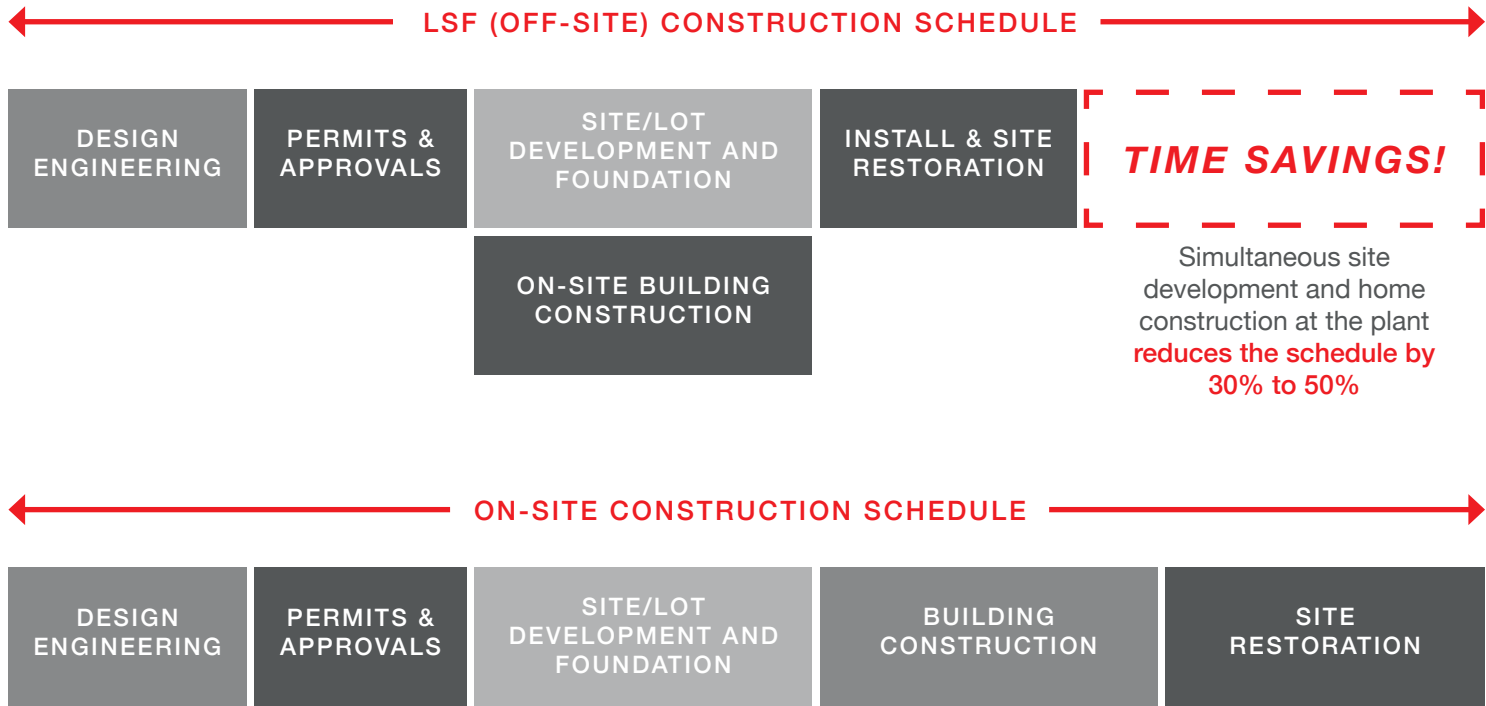 LSF (OFF-SITE) CONSTRUCTION SCHEDULE
DESIGN
ENGINEERING
PERMITS &
APPROVALS
SITE/LOT
DEVELOPMENT AND
FOUNDATION
INSTALL & SITE
RESTORATION
TIME SAVINGS!
ON-SITE BUILDING
CONSTRUCTION
Simultaneous site
development and home
construction at the plant
reduces the schedule by
30% to 50%
ON-SITE CONSTRUCTION SCHEDULE
DESIGN
ENGINEERING
PERMITS &
APPROVALS
SITE/LOT
DEVELOPMENT AND
FOUNDATION
BUILDING
CONSTRUCTION
SITE
RESTORATION